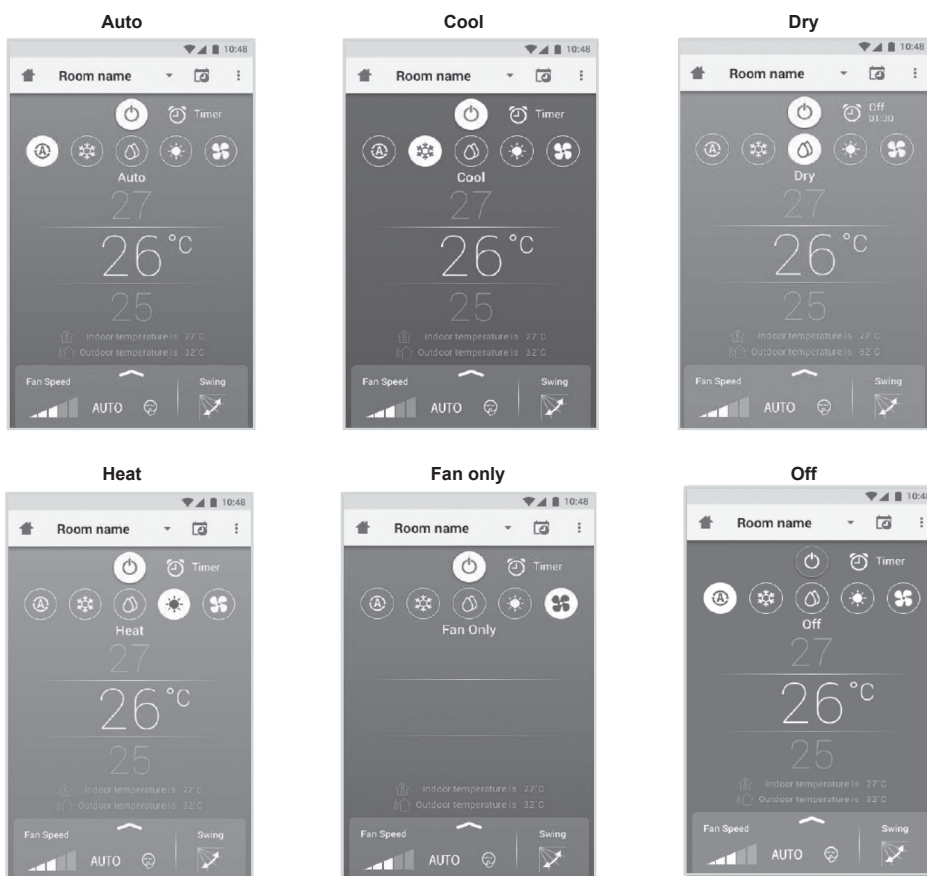 Auto
10:48
Room name
Timer
A
Auto
27
26°C
25
Indoor temperature is 27°C
Outdoor temperature is 32°C
Fan Speed Swing
AUTO
Cool
10:48
Room name
Timer
A
Cool
27
26°C
25
Indoor temperature is 27°C
Outdoor temperature is 32°C
Fan Speed Swing
AUTO
Dry
10:48
Room name
Off
01:30
A
Dry
27
26°C
25
Indoor temperature is 27°C
Outdoor temperature is 32°C
Fan Speed Swing
AUTO
Heat
10:48
Room name
Timer
A
Heat
27
26°C
25
Indoor temperature is 27°C
Outdoor temperature is 32°C
Fan Speed Swing
AUTO
Fan only
10:48
Room name
Timer
A
Fan Only
Indoor temperature is 27°C
Outdoor temperature is 32°C
Fan Speed Swing
AUTO
Off
10:48
Room name
Timer
A
Off
27
26°C
25
Indoor temperature is 27°C
Outdoor temperature is 32°C
Fan Speed Swing
AUTO